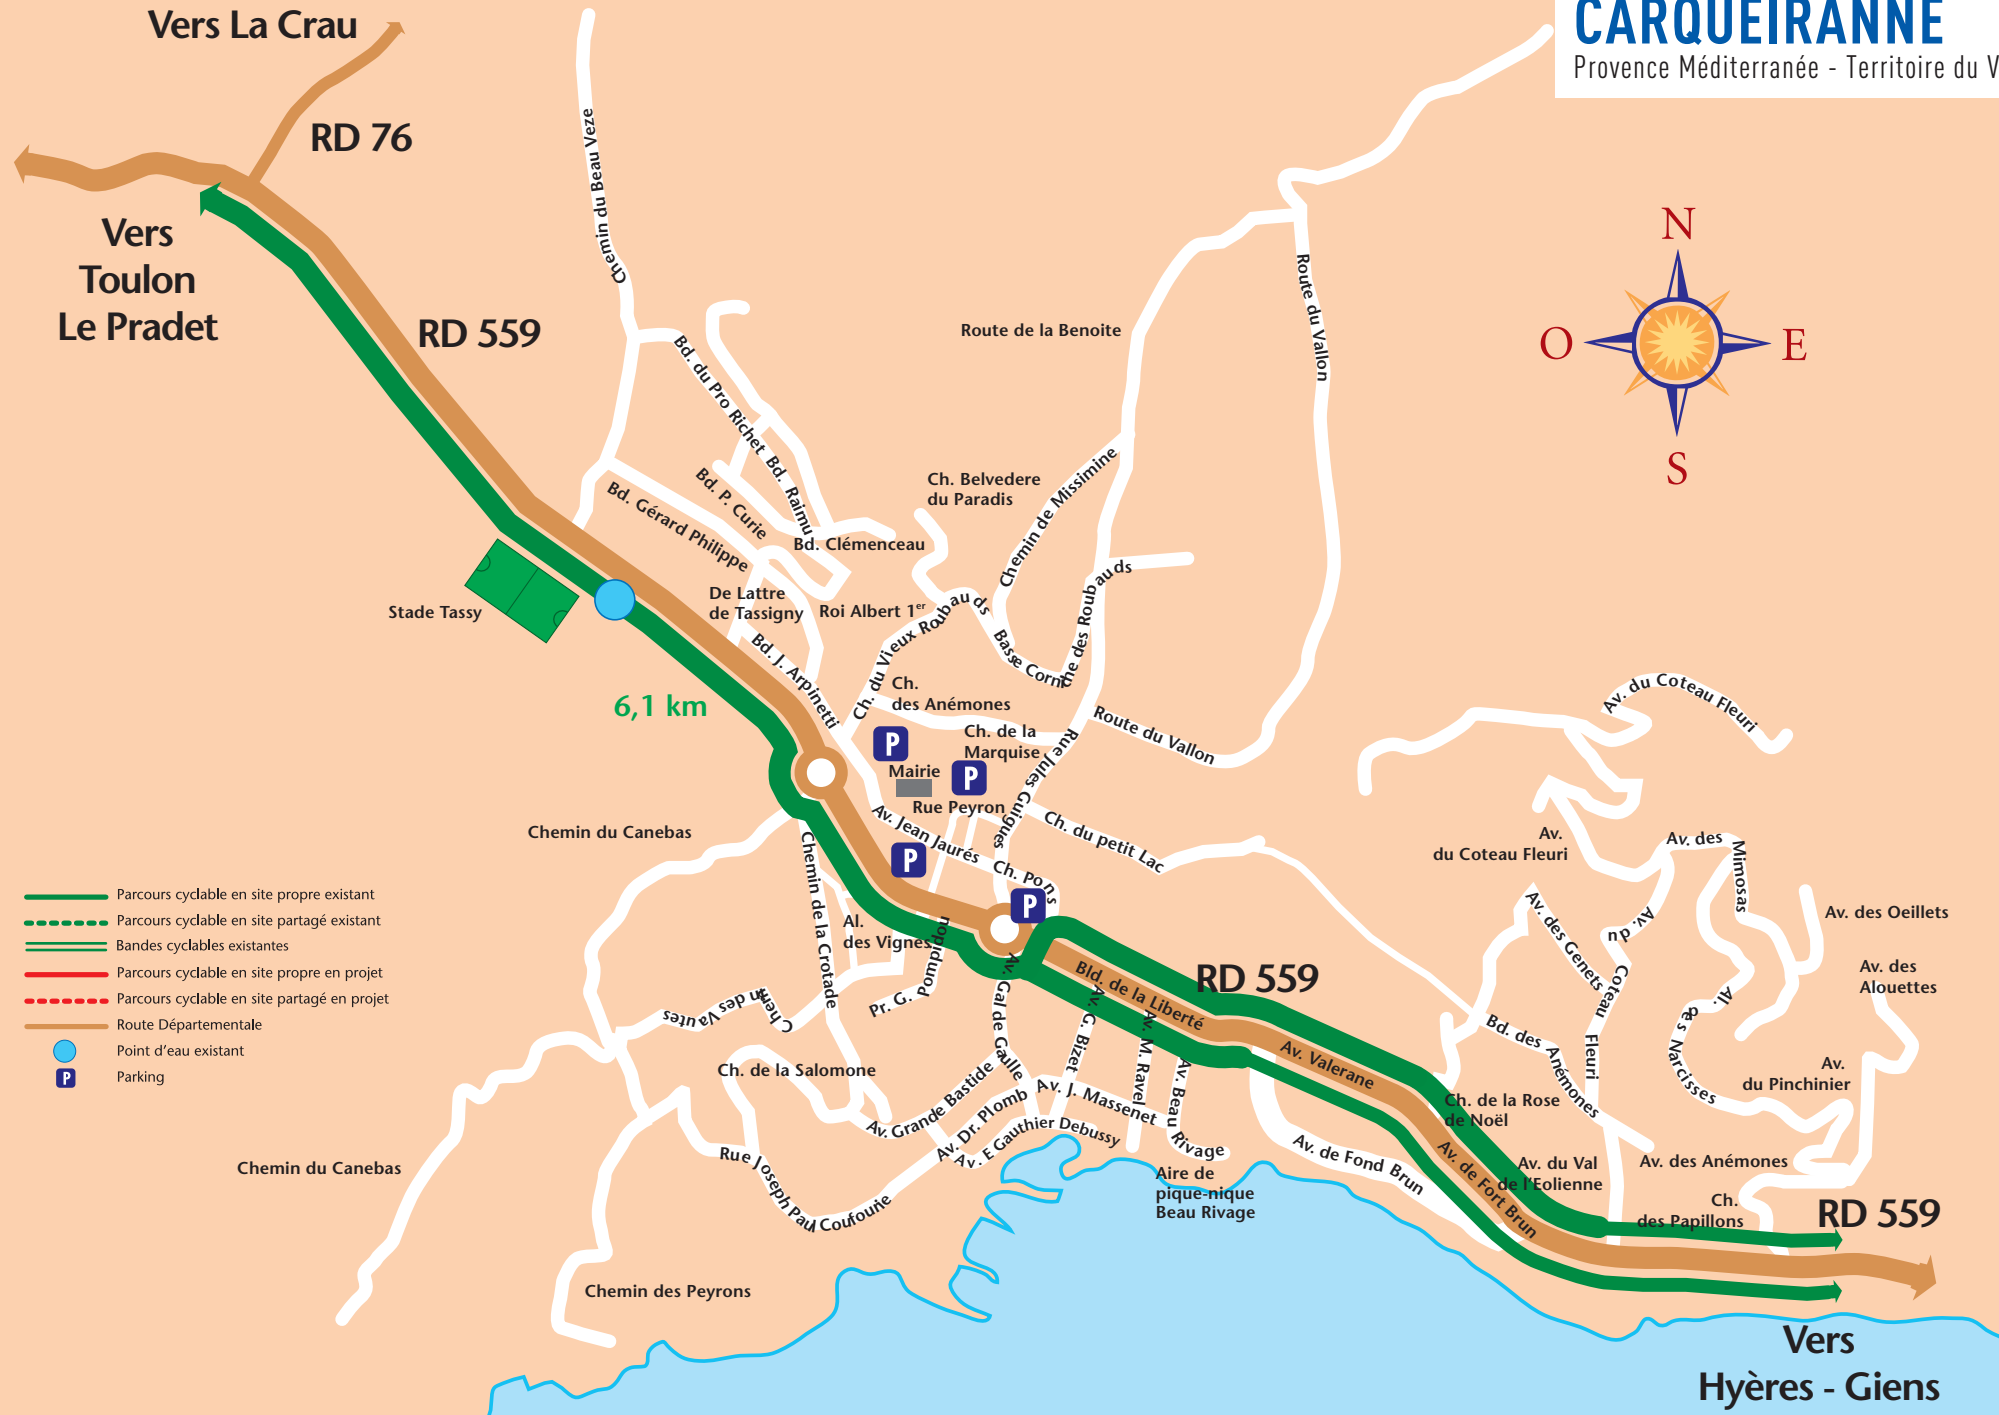 Vers La Crau
CARQUEIRANNE
Provence Méditerranée - Territoire du V
RD 76
Chemin du Beau Veze
Vers
Toulon
Le Pradet
RD 559
N
O
E
S
Route de la Benoite
Route du Vallon
Bd. du Pro Richet
Bd. Raimu
Bd. P. Curie
Bd. Gérard Philippe
Bd. Clémenceau
Ch. Belvedere
du Paradis
Chemin de Missimine
De Lattre
de Tassigny
Roi Albert 1er
Stade Tassy
Bd. J. Arpinetti
Ch. du Vieux Roubauds
Basse Corniche des Roubauds
6,1 km
Ch.
des Anémones
Ch. de la
Marquise
Route du Vallon
Rue Jules Guigues
P
Mairie
P
Rue Peyron
Av. Jean Jaurés
Ch. du petit Lac
Ch. Pons
P
P
Av. du Coteau Fleuri
Av.
du Coteau Fleuri
Av. des
Mimosas
Av. des Oeillets
Av. des
Alouettes
Av. des Genets
Av. du
Coteau
Fleuri
Al. des Narcisses
Av.
du Pinchinier
Chemin du Canebas
Chemin de la Crotade
Al.
des Vignes
Pr. G. Pompidou
Chemin des Vautes
Parcours cyclable en site propre existant
Parcours cyclable en site partagé existant
Bandes cyclables existantes
Parcours cyclable en site propre en projet
Parcours cyclable en site partagé en projet
Route Départementale
Point d'eau existant
P
Parking
RD 559
Bld. de la Liberté
Av. Valerane
Av. Gal de Gaulle
Av. G. Bizet
Av. M. Ravel
Av. Beau Rivage
Bd. des Anémones
Ch. de la Salomone
Av. Grande Bastide
Av. Dr. Plomb
Av. J. Massenet
Av. E Gauthier Debussy
Ch. de la Rose
de Noël
Av. de Fort Brun
Av. de Fond Brun
Av. du Val
de l'Eolienne
Av. des Anémones
Ch.
des Papillons
Aire de
pique-nique
Beau Rivage
Chemin du Canebas
Rue Joseph Paul Coufourie
Chemin des Peyrons
RD 559
Vers
Hyères - Giens